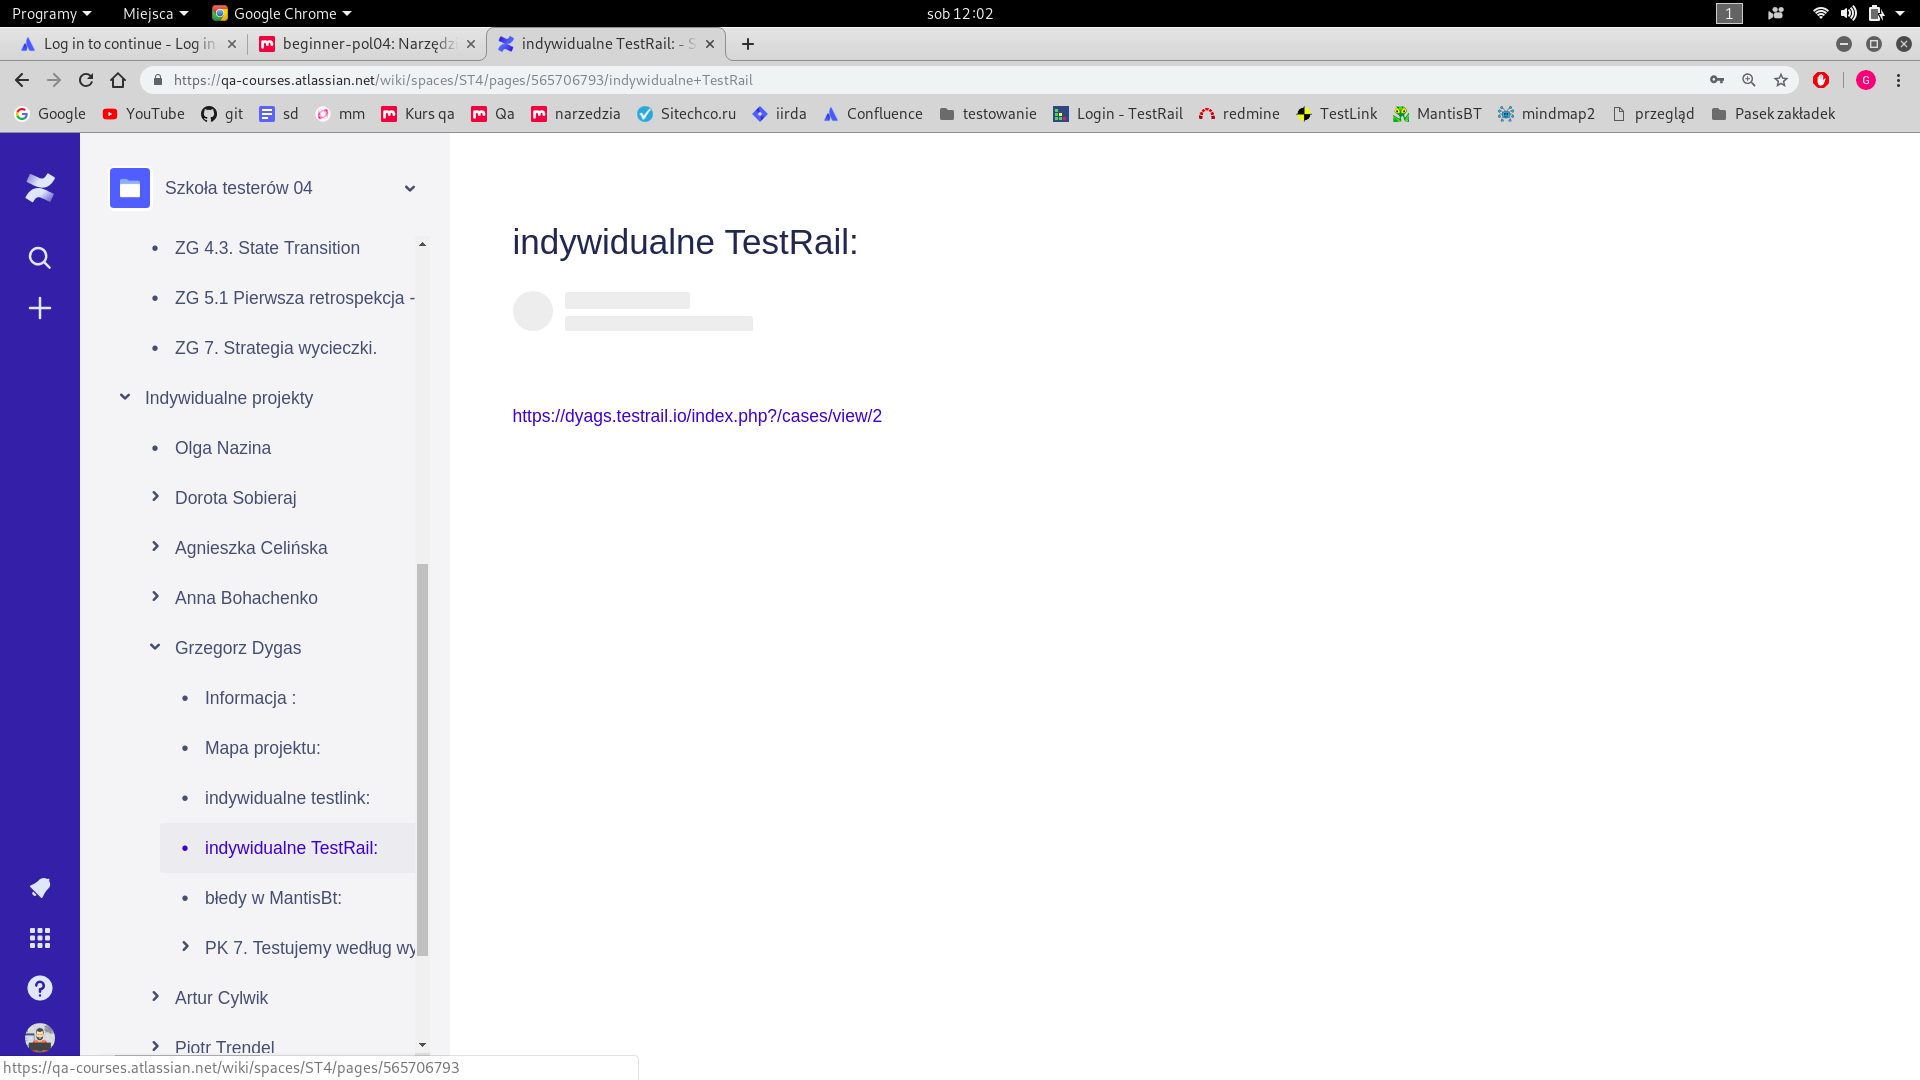 Programy Miejsca Google Chrome sob 12:02 1
Log in to continue - Log in beginner-pol04: Narzędzi indywidualne TestRail: - S
https://qa-courses.atlassian.net/wiki/spaces/ST4/pages/565706793/indywidualne+TestRail G
Google YouTube git sd mm Kurs qa Qa narzedzia Sitechco.ru iirda Confluence testowanie Login - TestRail redmine TestLink MantisBT mindmap2 przegląd Pasek zakładek
Szkoła testerów 04
ZG 4.3. State Transition
ZG 5.1 Pierwsza retrospekcja -
ZG 7. Strategia wycieczki.
Indywidualne projekty
Olga Nazina
Dorota Sobieraj
Agnieszka Celińska
Anna Bohachenko
Grzegorz Dygas
Informacja :
Mapa projektu:
indywidualne testlink:
indywidualne TestRail:
błedy w MantisBt:
PK 7. Testujemy według wy
Artur Cylwik
Piotr Trendel
indywidualne TestRail:
https://dyags.testrail.io/index.php?/cases/view/2
https://qa-courses.atlassian.net/wiki/spaces/ST4/pages/565706793